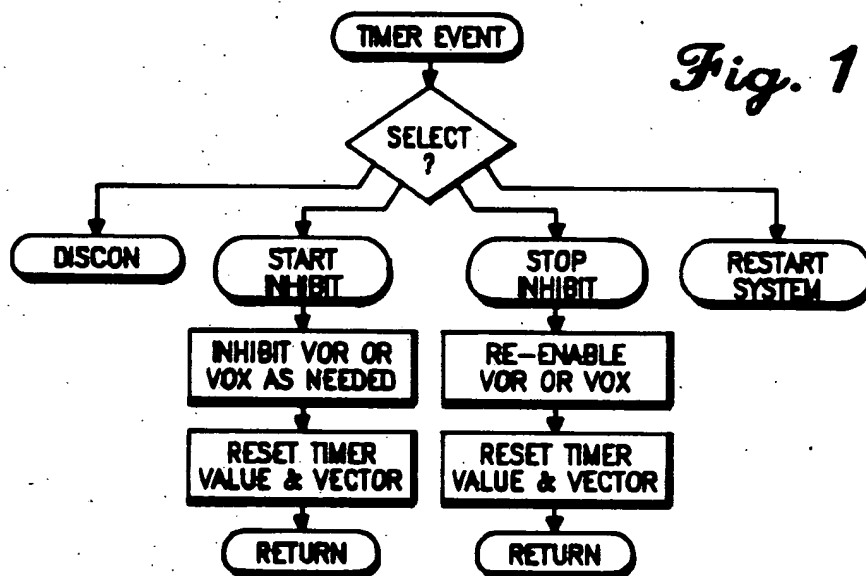 TIMER EVENT
Fig. 1
SELECT
?
DISCON
START
INHIBIT
STOP
INHIBIT
RESTART
SYSTEM
INHIBIT VOR OR
VOX AS NEEDED
RE-ENABLE
VOR OR VOX
RESET TIMER
VALUE & VECTOR
RESET TIMER
VALUE & VECTOR
RETURN
RETURN